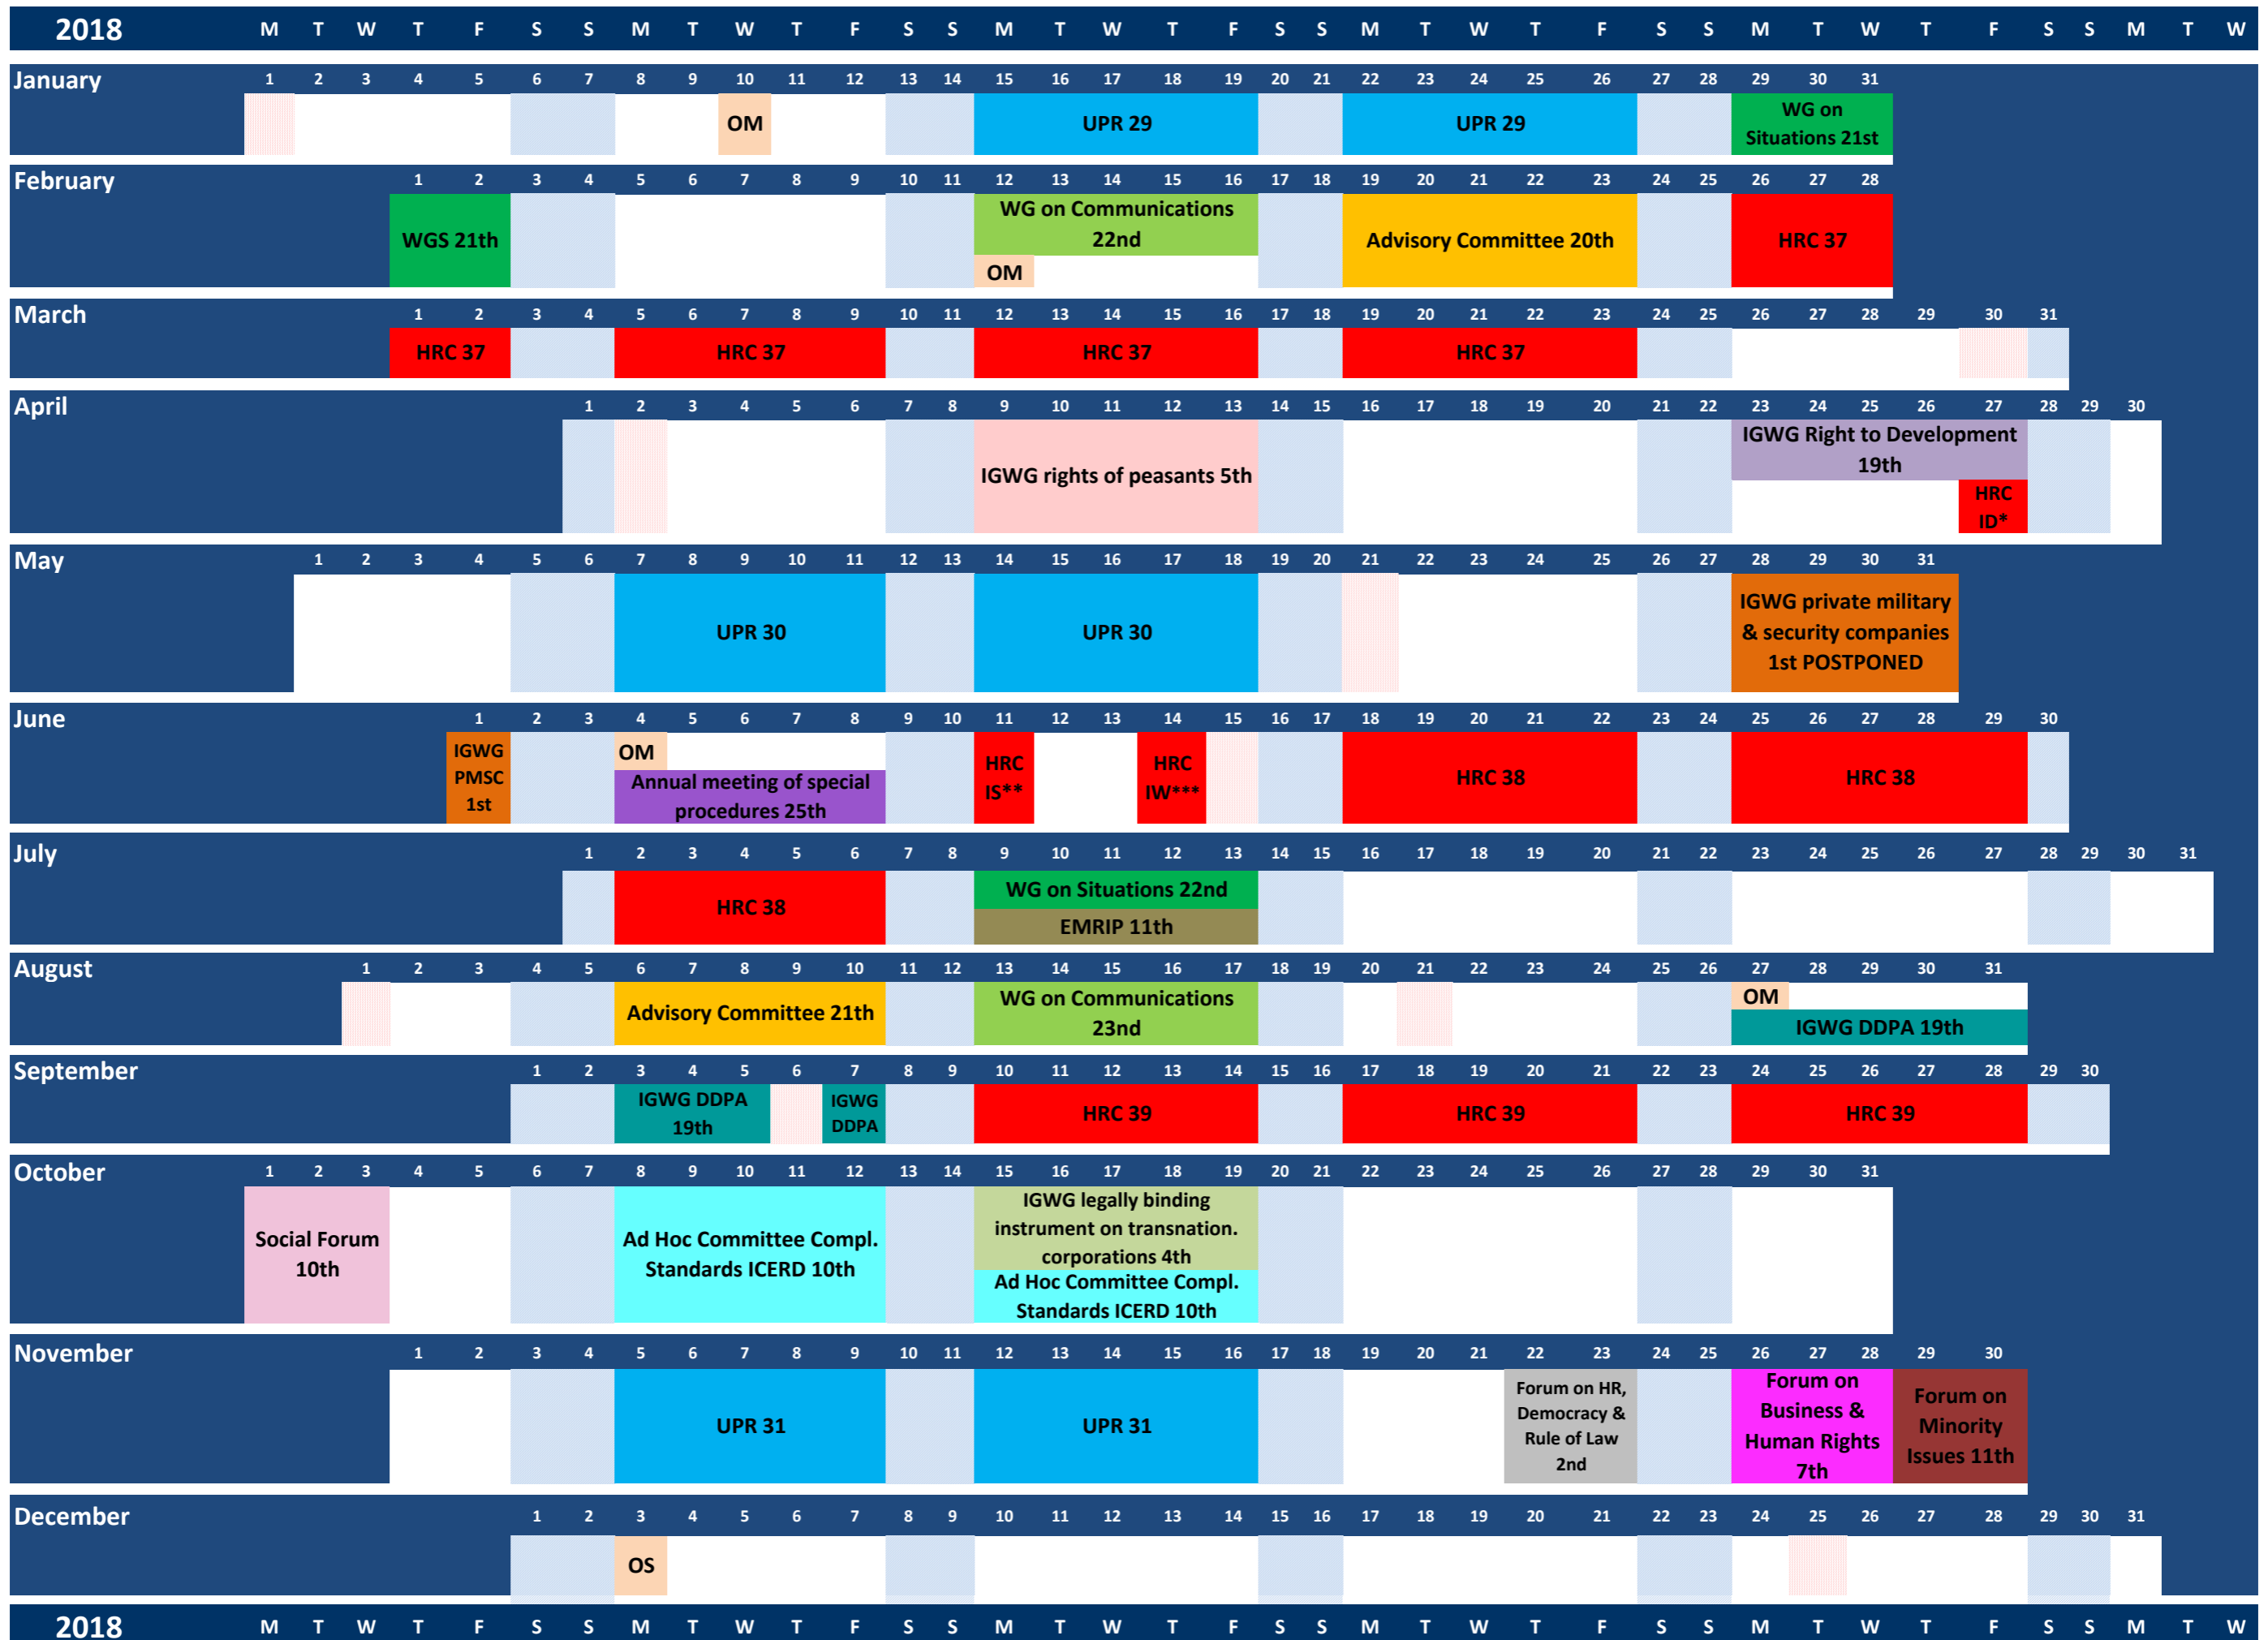 2018 M T W T F S S M T W T F S S M T W T F S S M T W T F S S M T W T F S S M T W
January 1 2 3 4 5 6 7 8 9 10 11 12 13 14 15 16 17 18 19 20 21 22 23 24 25 26 27 28 29 30 31
OM UPR 29 UPR 29 WG on
Situations 21st
February 1 2 3 4 5 6 7 8 9 10 11 12 13 14 15 16 17 18 19 20 21 22 23 24 25 26 27 28
WGS 21th WG on Communications
22nd Advisory Committee 20th HRC 37
OM
March 1 2 3 4 5 6 7 8 9 10 11 12 13 14 15 16 17 18 19 20 21 22 23 24 25 26 27 28 29 30 31
HRC 37 HRC 37 HRC 37 HRC 37
April 1 2 3 4 5 6 7 8 9 10 11 12 13 14 15 16 17 18 19 20 21 22 23 24 25 26 27 28 29 30
IGWG rights of peasants 5th IGWG Right to Development
19th
HRC
ID*
May 1 2 3 4 5 6 7 8 9 10 11 12 13 14 15 16 17 18 19 20 21 22 23 24 25 26 27 28 29 30 31
UPR 30 UPR 30 IGWG private military
& security companies
1st POSTPONED
June 1 2 3 4 5 6 7 8 9 10 11 12 13 14 15 16 17 18 19 20 21 22 23 24 25 26 27 28 29 30
IGWG
PMSC
1st
OM
Annual meeting of special
procedures 25th
HRC
IS**
HRC
IW***
HRC 38 HRC 38
July 1 2 3 4 5 6 7 8 9 10 11 12 13 14 15 16 17 18 19 20 21 22 23 24 25 26 27 28 29 30 31
HRC 38 WG on Situations 22nd
EMRIP 11th
August 1 2 3 4 5 6 7 8 9 10 11 12 13 14 15 16 17 18 19 20 21 22 23 24 25 26 27 28 29 30 31
Advisory Committee 21th WG on Communications
23nd
OM
IGWG DDPA 19th
September 1 2 3 4 5 6 7 8 9 10 11 12 13 14 15 16 17 18 19 20 21 22 23 24 25 26 27 28 29 30
IGWG DDPA
19th
IGWG
DDPA
HRC 39 HRC 39 HRC 39
October 1 2 3 4 5 6 7 8 9 10 11 12 13 14 15 16 17 18 19 20 21 22 23 24 25 26 27 28 29 30 31
Social Forum
10th
Ad Hoc Committee Compl.
Standards ICERD 10th
IGWG legally binding
instrument on transnation.
corporations 4th
Ad Hoc Committee Compl.
Standards ICERD 10th
November 1 2 3 4 5 6 7 8 9 10 11 12 13 14 15 16 17 18 19 20 21 22 23 24 25 26 27 28 29 30
UPR 31 UPR 31
Forum on HR,
Democracy &
Rule of Law
2nd
Forum on
Business &
Human Rights
7th
Forum on
Minority
Issues 11th
December 1 2 3 4 5 6 7 8 9 10 11 12 13 14 15 16 17 18 19 20 21 22 23 24 25 26 27 28 29 30 31
OS
2018 M T W T F S S M T W T F S S M T W T F S S M T W T F S S M T W T F S S M T W